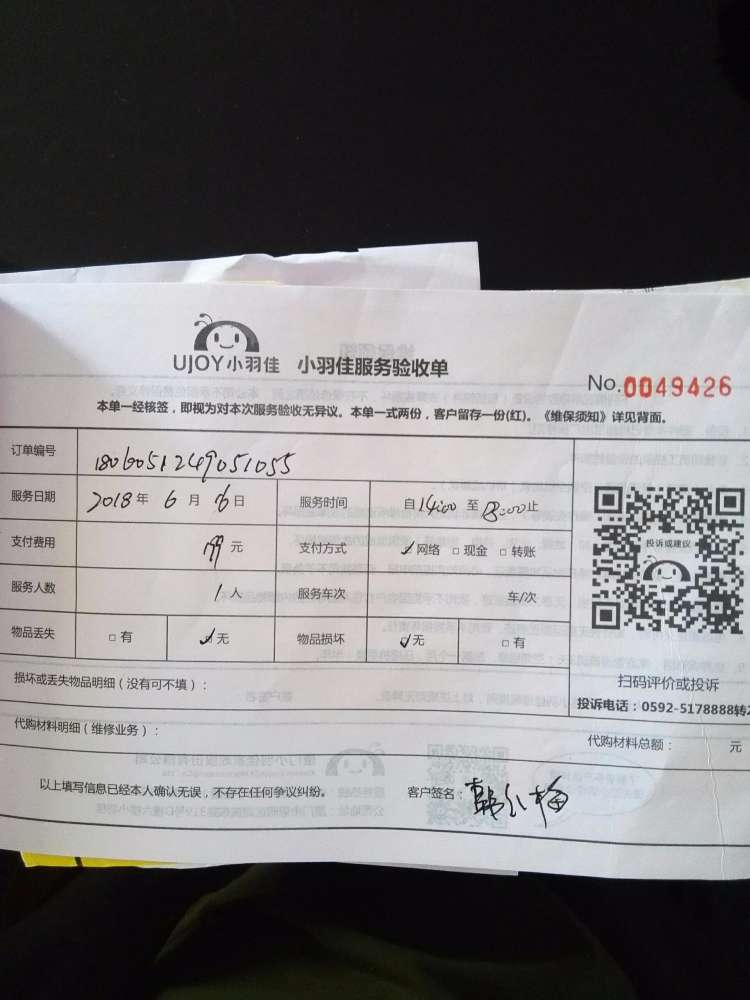 UJOY小羽佳 小羽佳服务验收单
No.0049426
本单一经核签，即视为对本次服务验收无异议。本单一式两份，客户留存一份(红)。《维保须知》详见背面。
订单编号 1806051249051055
服务日期 2018年 6月 6日 服务时间 自14:00至18:00止
支付费用 199元 支付方式 ✓网络 □现金 □转账
服务人数 1人 服务车次 车/次
物品丢失 □有 ✓无 物品损坏 ✓无 □有
投诉或建议
扫码评价或投诉
投诉电话：0592-5178888转2
损坏或丢失物品明细（没有可不填）：
代购材料明细（维修业务）： 代购材料总额： 元
以上填写信息已经本人确认无误，不存在任何争议纠纷。 客户签名：韩小梅